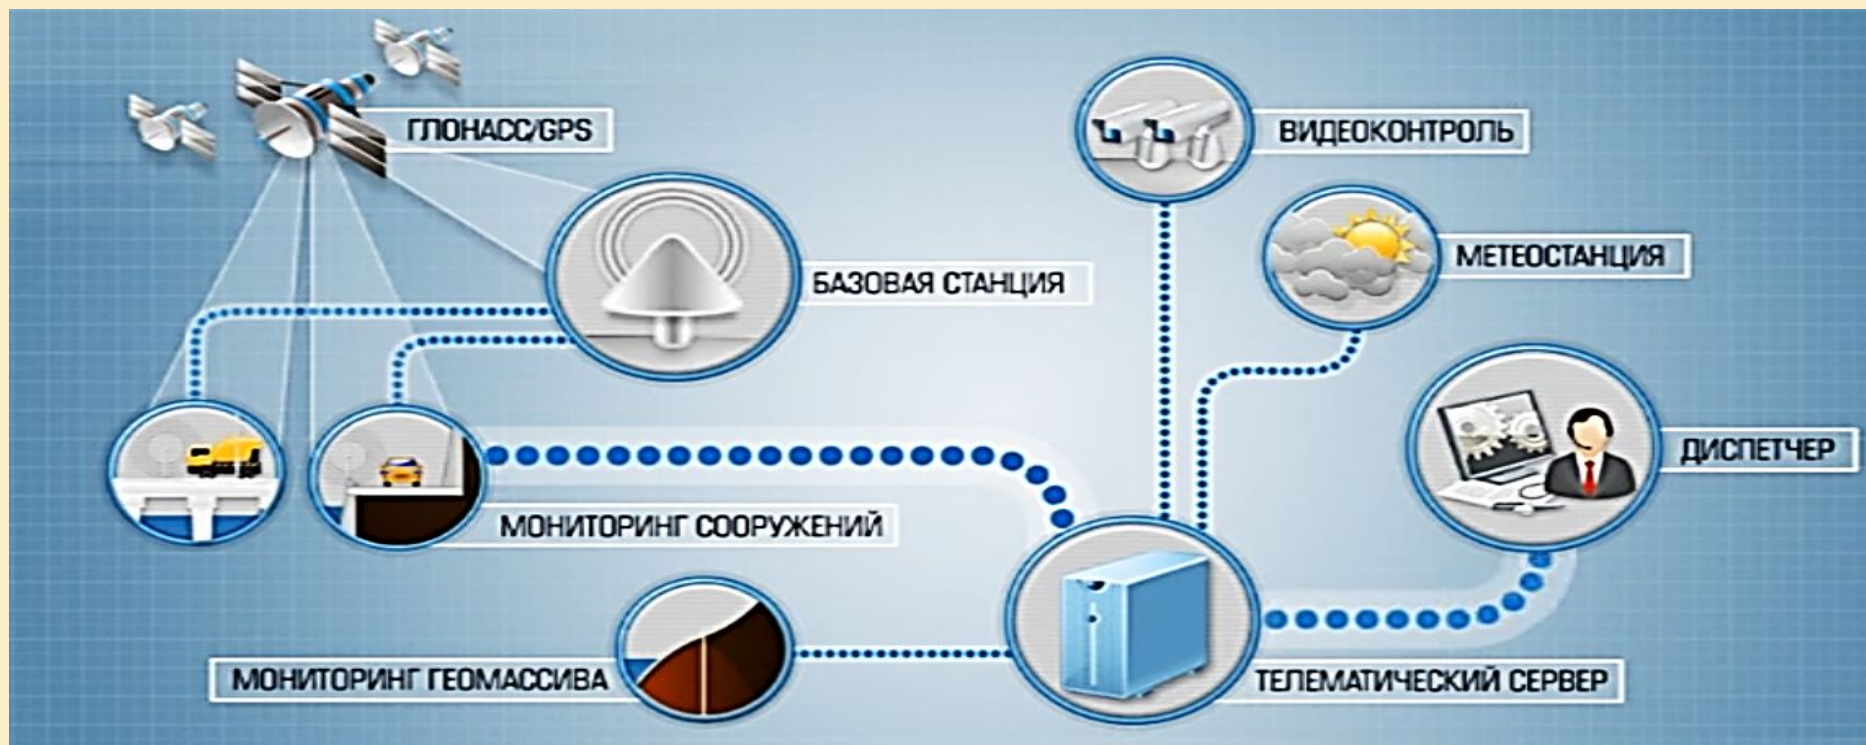 ГЛОНАСС/GPS
ВИДЕОКОНТРОЛЬ
МЕТЕОСТАНЦИЯ
БАЗОВАЯ СТАНЦИЯ
ДИСПЕТЧЕР
МОНИТОРИНГ СООРУЖЕНИЙ
МОНИТОРИНГ ГЕОМАССИВА
ТЕЛЕМАТИЧЕСКИЙ СЕРВЕР